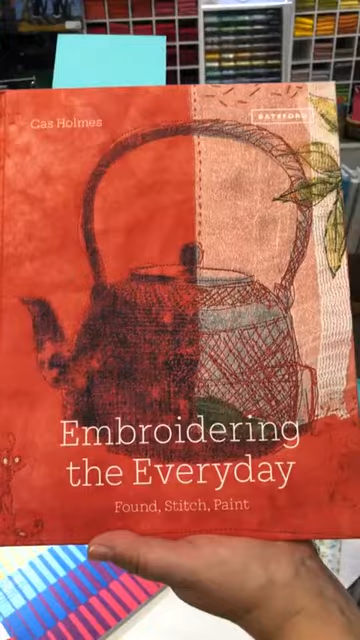 Cas Holmes
BATSFORD
Embroidering
the Everyday
Found, Stitch, Paint